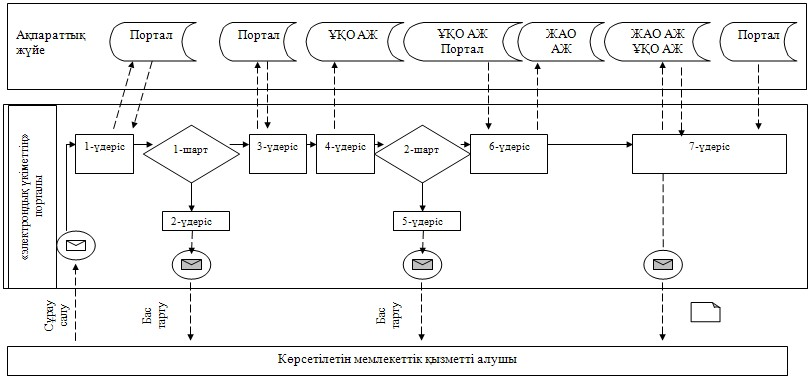 Ақпараттық
жүйе
Портал
Портал
ҰҚО АЖ
ҰҚО АЖ
Портал
ЖАО
АЖ
ЖАО АЖ
ҰҚО АЖ
Портал
«электрондық үкіметтің»
порталы
1-үдеріс
1-шарт
3-үдеріс
4-үдеріс
2-шарт
6-үдеріс
7-үдеріс
2-үдеріс
5-үдеріс
Сұрау
салу
Бас
тарту
Бас
тарту
Көрсетілетін мемлекеттік қызметті алушы